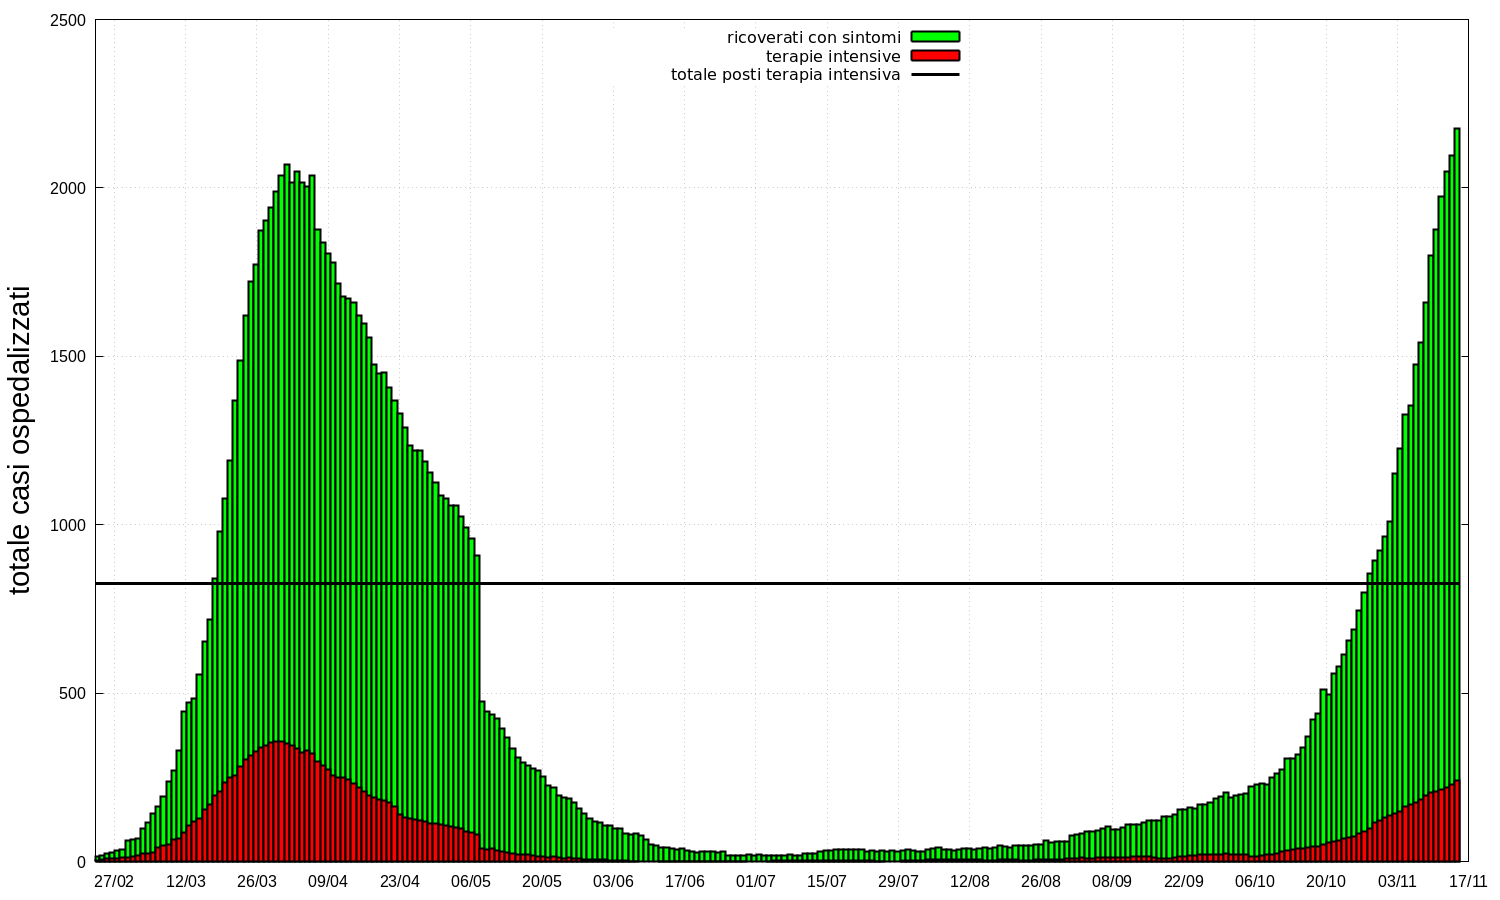 2500
ricoverati con sintomi
terapie intensive
totale posti terapia intensiva
2000
1500
1000
500
0
totale casi ospedalizzati
27/02 12/03 26/03 09/04 23/04 06/05 20/05 03/06 17/06 01/07 15/07 29/07 12/08 26/08 08/09 22/09 06/10 20/10 03/11 17/11